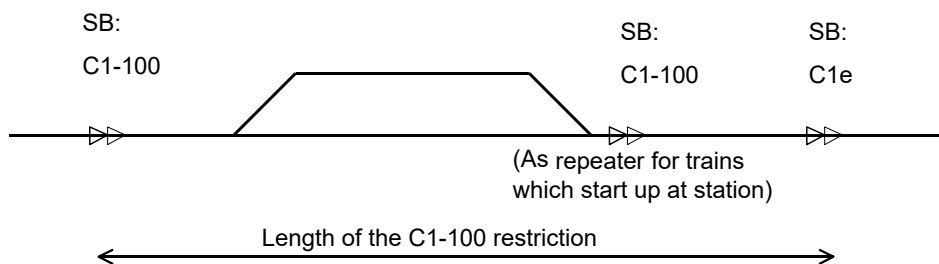 SB:
C1-100
SB:
C1-100
SB:
C1e
(As repeater for trains
which start up at station)
Length of the C1-100 restriction